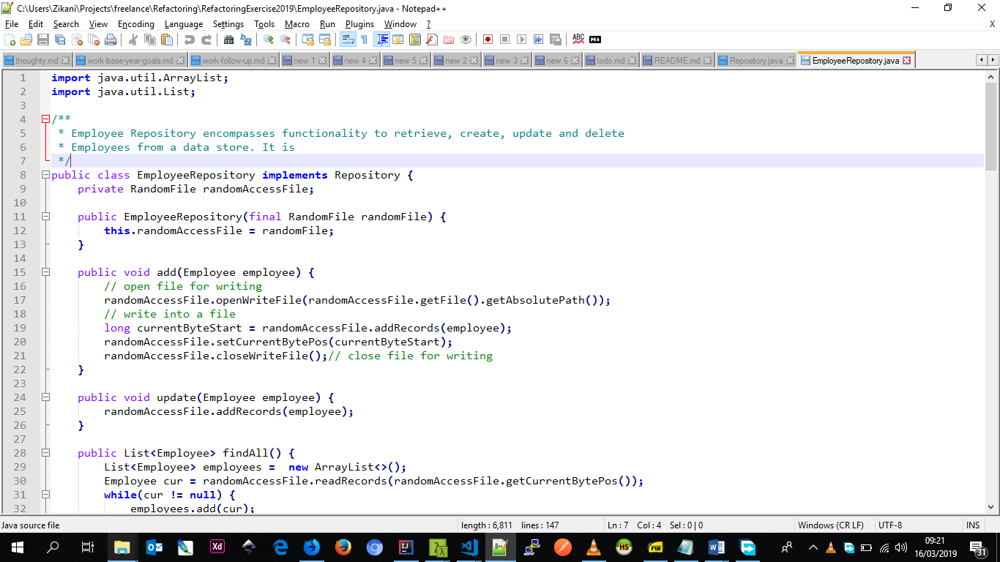 C:\Users\Zikani\Projects\freelance\Refactoring\RefactoringExercise2019\EmployeeRepository.java - Notepad++
File Edit Search View Encoding Language Settings Tools Macro Run Plugins Window ? X
thoughty.md work-base-year-goals.md work-follow-up.md new 1 new 4 new 5 new 2 new 3 new 6 todo.md README.md Repository.java EmployeeRepository.java
1 import java.util.ArrayList;
2 import java.util.List;
3
4 /**
5 * Employee Repository encompasses functionality to retrieve, create, update and delete
6 * Employees from a data store. It is
7 */
8 public class EmployeeRepository implements Repository {
9 private RandomFile randomAccessFile;
10
11 public EmployeeRepository(final RandomFile randomFile) {
12 this.randomAccessFile = randomFile;
13 }
14
15 public void add(Employee employee) {
16 // open file for writing
17 randomAccessFile.openWriteFile(randomAccessFile.getFile().getAbsolutePath());
18 // write into a file
19 long currentByteStart = randomAccessFile.addRecords(employee);
20 randomAccessFile.setCurrentBytePos(currentByteStart);
21 randomAccessFile.closeWriteFile();// close file for writing
22 }
23
24 public void update(Employee employee) {
25 randomAccessFile.addRecords(employee);
26 }
27
28 public List<Employee> findAll() {
29 List<Employee> employees =  new ArrayList<>();
30 Employee cur = randomAccessFile.readRecords(randomAccessFile.getCurrentBytePos());
31 while(cur != null) {
32 employees.add(cur);
Java source file length : 6,811 lines : 147 Ln : 7 Col : 4 Sel : 0 | 0 Windows (CR LF) UTF-8 INS
Xd HS PDF W 09:21
16/03/2019 31